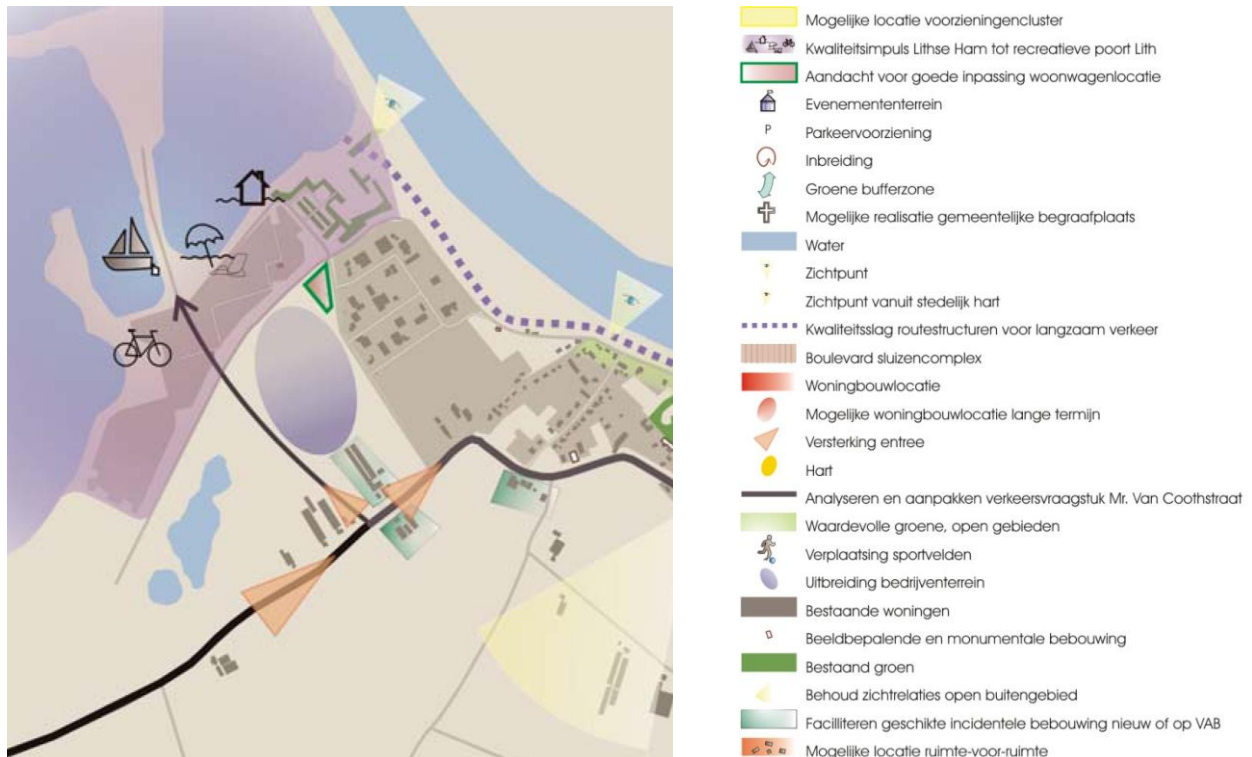 Mogelijke locatie voorzieningencluster
Kwaliteitsimpuls Lithse Ham tot recreatieve poort Lith
Aandacht voor goede inpassing woonwagenlocatie
Evenemententerrein
P Parkeervoorziening
Inbreiding
Groene bufferzone
Mogelijke realisatie gemeentelijke begraafplaats
Water
Zichtpunt
Zichtpunt vanuit stedelijk hart
Kwaliteitsslag routestructuren voor langzaam verkeer
Boulevard sluizencomplex
Woningbouwlocatie
Mogelijke woningbouwlocatie lange termijn
Versterking entree
Hart
Analyseren en aanpakken verkeersvraagstuk Mr. Van Coothstraat
Waardevolle groene, open gebieden
Verplaatsing sportvelden
Uitbreiding bedrijventerrein
Bestaande woningen
Beeldbepalende en monumentale bebouwing
Bestaand groen
Behoud zichtrelaties open buitengebied
Facilliteren geschikte incidentele bebouwing nieuw of op VAB
Mogelijke locatie ruimte-voor-ruimte